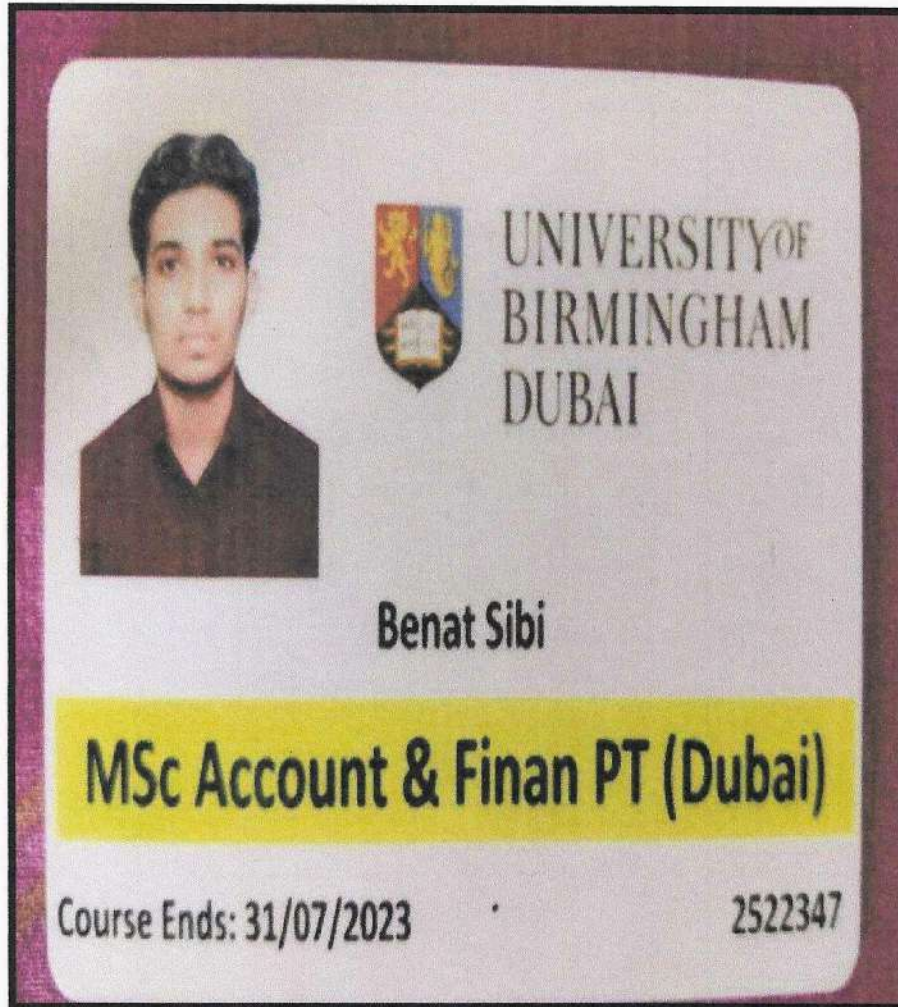 UNIVERSITY OF
BIRMINGHAM
DUBAI
Benat Sibi
MSc Account & Finan PT (Dubai)
Course Ends: 31/07/2023
2522347